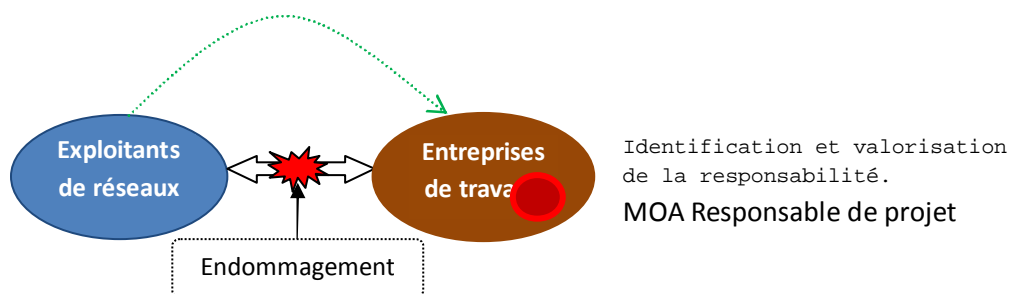 Exploitants
de réseaux
Entreprises
de trava
Endommagement
Identification et valorisation
de la responsabilité.
MOA Responsable de projet